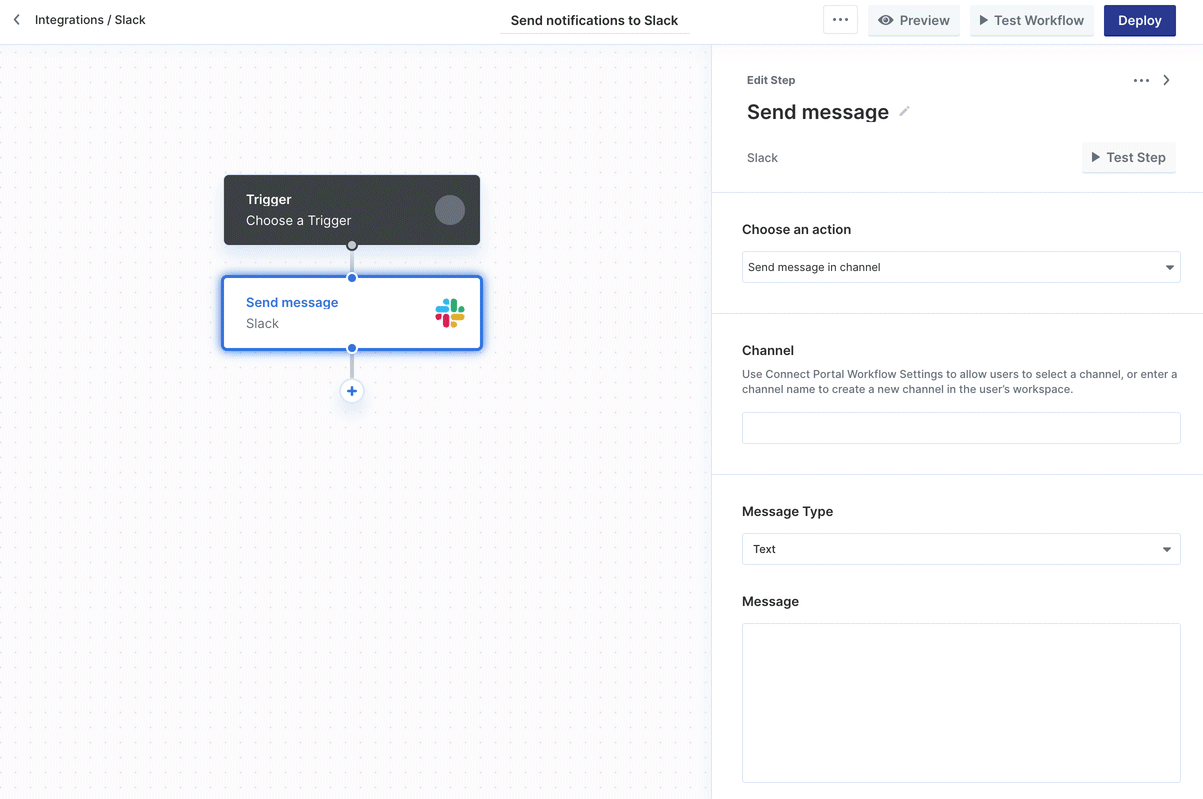 Integrations / Slack
Send notifications to Slack
Preview
Test Workflow
Deploy
Trigger
Choose a Trigger
Send message
Slack
Edit Step
Send message
Slack
Test Step
Choose an action
Send message in channel
Channel
Use Connect Portal Workflow Settings to allow users to select a channel, or enter a
channel name to create a new channel in the user’s workspace.
Message Type
Text
Message